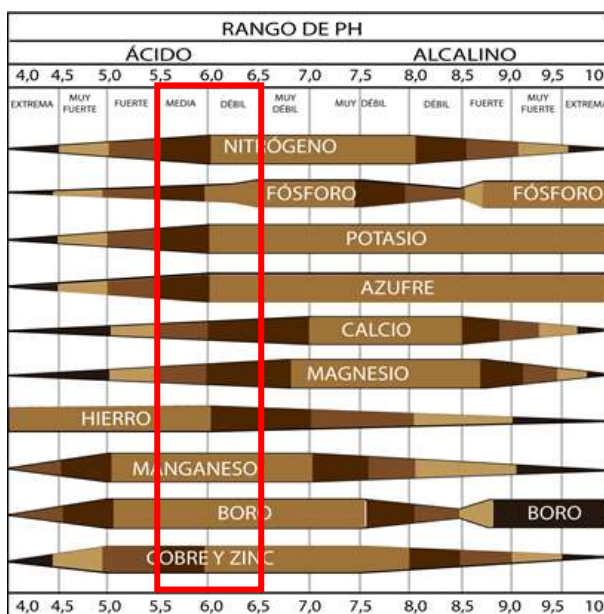 RANGO DE PH
ÁCIDO ALCALINO
4,0 4,5 5,0 5,5 6,0 6,5 7,0 7,5 8,0 8,5 9,0 9,5 10
EXTREMA MUY FUERTE FUERTE MEDIA DÉBIL MUY DÉBIL MUY DÉBIL DÉBIL FUERTE MUY FUERTE EXTREMA
NITRÓGENO
FÓSFORO FÓSFORO
POTASIO
AZUFRE
CALCIO
MAGNESIO
HIERRO
MANGANESO
BORO BORO
COBRE Y ZINC
4,0 4,5 5,0 5,5 6,0 6,5 7,0 7,5 8,0 8,5 9,0 9,5 10